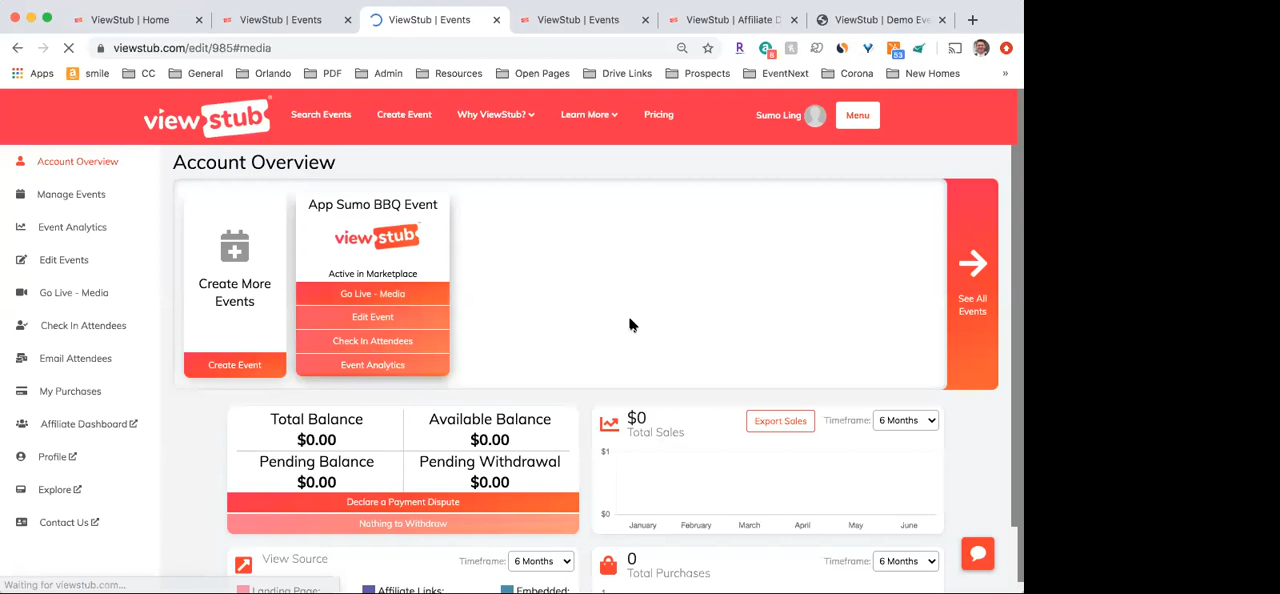 ViewStub | Home
ViewStub | Events
ViewStub | Events
ViewStub | Events
ViewStub | Affiliate D
ViewStub | Demo Eve
viewstub.com/edit/985#media
R
6
53
Apps
smile
CC
General
Orlando
PDF
Admin
Resources
Open Pages
Drive Links
Prospects
EventNext
Corona
New Homes
»
view stub
Search Events
Create Event
Why ViewStub?
Learn More
Pricing
Sumo Ling
Menu
Account Overview
Manage Events
Event Analytics
Edit Events
Go Live - Media
Check In Attendees
Email Attendees
My Purchases
Affiliate Dashboard
Profile
Explore
Contact Us
Account Overview
Create More
Events
Create Event
App Sumo BBQ Event
view stub
Active in Marketplace
Go Live - Media
Edit Event
Check In Attendees
Event Analytics
See All
Events
Total Balance
$0.00
Available Balance
$0.00
Pending Balance
$0.00
Pending Withdrawal
$0.00
Declare a Payment Dispute
Nothing to Withdraw
$0
Total Sales
Export Sales
Timeframe: 6 Months
$1
$0
January February March April May June
View Source
Timeframe: 6 Months
Landing Page: Affiliate Links: Embedded:
0
Total Purchases
Timeframe: 6 Months
1
Waiting for viewstub.com...